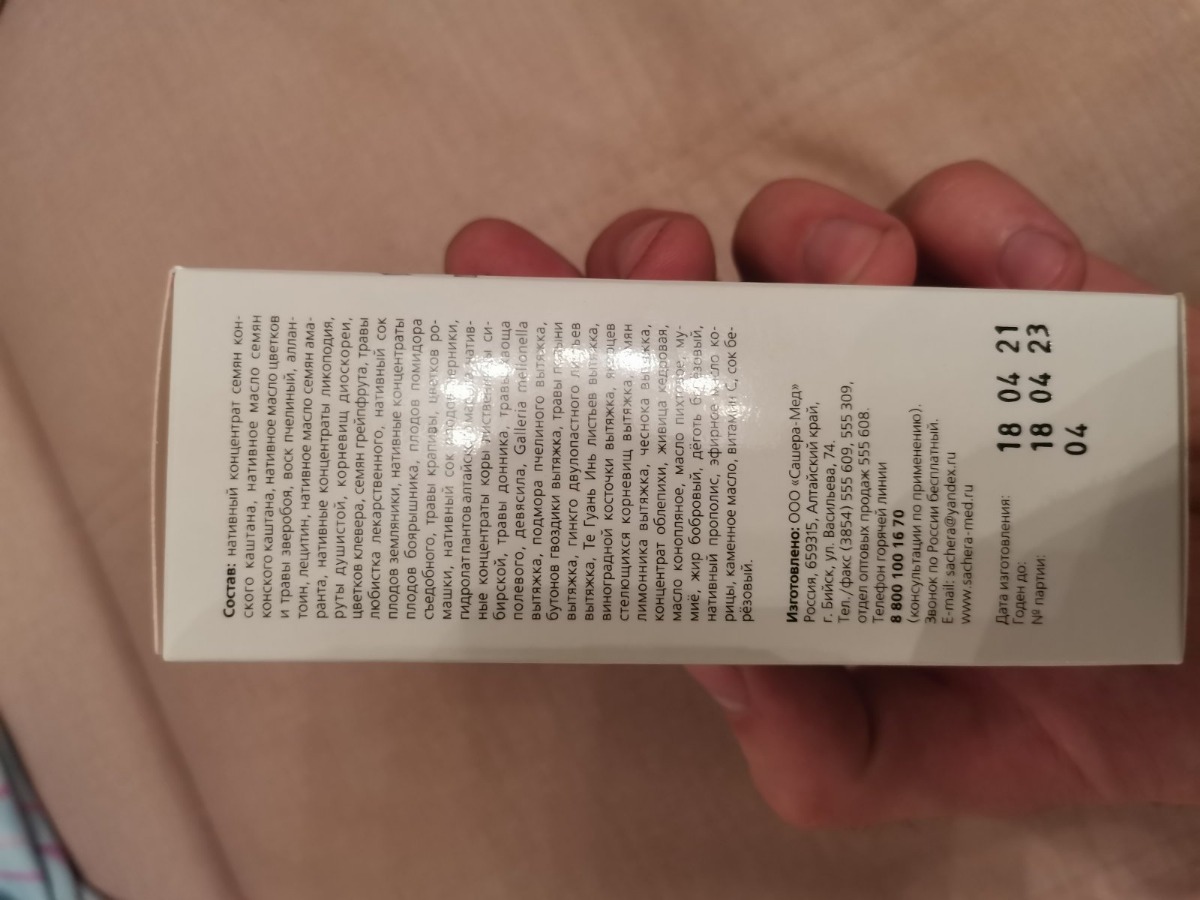 Состав: нативный концентрат семян кон-
ского каштана, нативное масло семян
конского каштана, нативное масло цветков
и травы зверобоя, воск пчелиный, аллан-
тоин, лецитин, нативное масло семян ама-
ранта, нативные концентраты ликоподия,
руты душистой, корневищ диоскореи,
цветков клевера, семян грейпфрута, травы
любистка лекарственного, нативный сок
плодов земляники, нативные концентраты
плодов боярышника, плодов помидора
съедобного, травы крапивы, цветков ро-
машки, нативный сок плодов черники,
гидролат пантов алтайского натив-
ные концентраты коры лиственницы си-
бирской, травы донника, травы хвоща
полевого, девясила, Galleria mellonella
вытяжка, подмора пчелиного вытяжка,
бутонов гвоздики вытяжка, травы полыни
вытяжка, гинкго двулопастного листьев
вытяжка, Те Гуань Инь листьев вытяжка,
виноградной косточки вытяжка, якорцев
стелющихся корневищ вытяжка, семян
лимонника вытяжка, чеснока вытяжка,
концентрат облепихи, живица кедровая,
масло конопляное, масло пихтовое, му-
миё, жир бобровый, дёготь берёзовый,
нативный прополис, эфирное масло ко-
рицы, каменное масло, витамин С, сок бе-
рёзовый.
Изготовлено: ООО «Сашера-Мед»
Россия, 659315, Алтайский край,
г. Бийск, ул. Васильева, 74.
Тел./факс (3854) 555 609, 555 309,
отдел оптовых продаж 555 608.
Телефон горячей линии
8 800 100 16 70
(консультации по применению).
Звонок по России бесплатный.
E-mail: sachera@yandex.ru
www.sachera-med.ru
Дата изготовления: 18 04 21
Годен до: 18 04 23
№ партии: 04